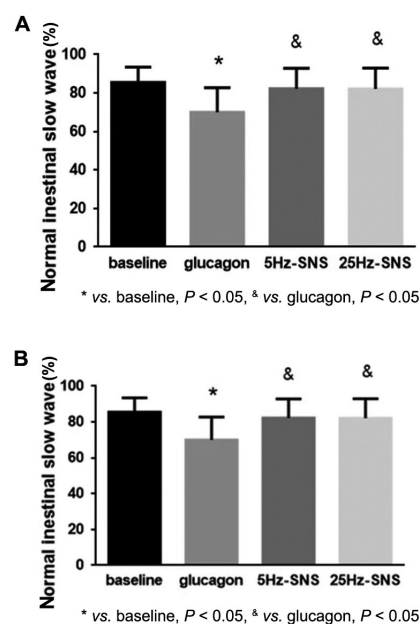 A
Normal inestinal slow wave (%)
100
80
60
40
20
0
*
&
&
baseline glucagon 5Hz-SNS 25Hz-SNS
* vs. baseline, P < 0.05, & vs. glucagon, P < 0.05
B
Normal inestinal slow wave (%)
100
80
60
40
20
0
*
&
&
baseline glucagon 5Hz-SNS 25Hz-SNS
* vs. baseline, P < 0.05, & vs. glucagon, P < 0.05